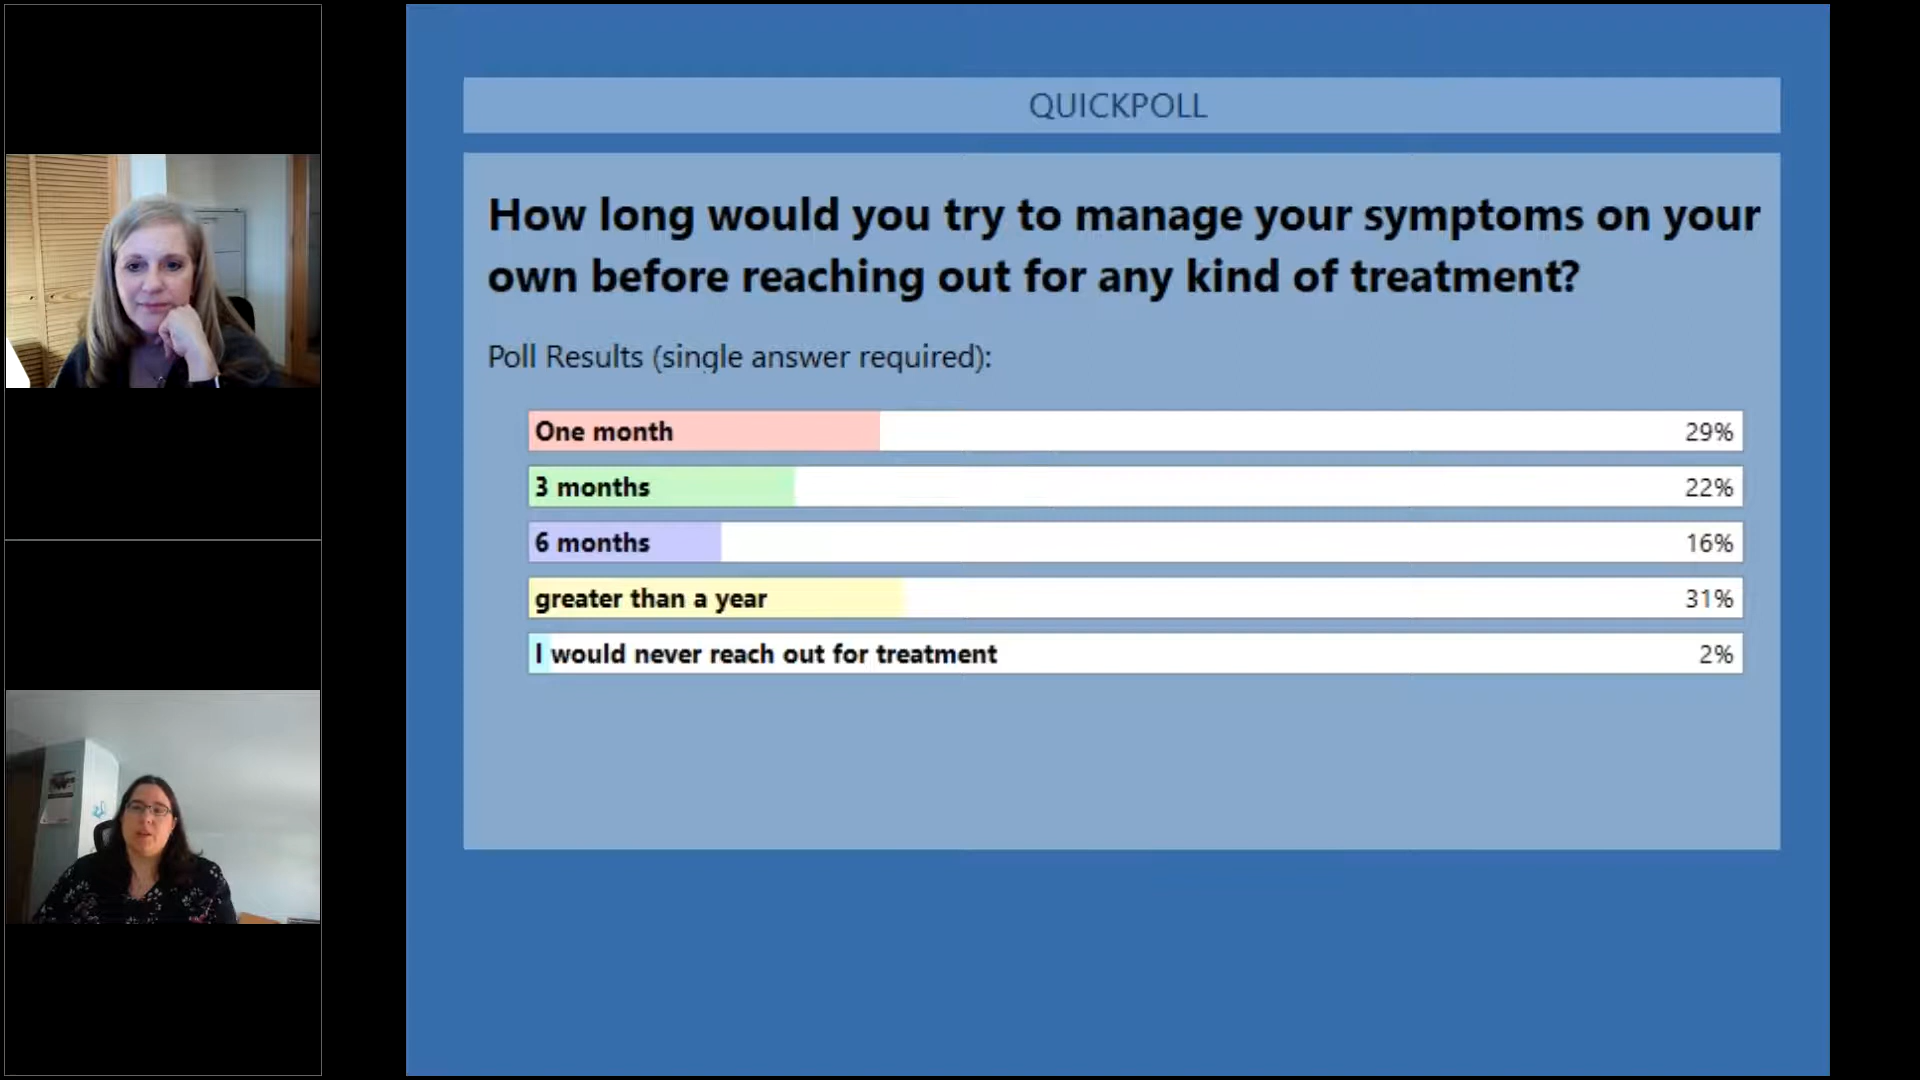 QUICKPOLL
How long would you try to manage your symptoms on your
own before reaching out for any kind of treatment?
Poll Results (single answer required):
One month 29%
3 months 22%
6 months 16%
greater than a year 31%
I would never reach out for treatment 2%